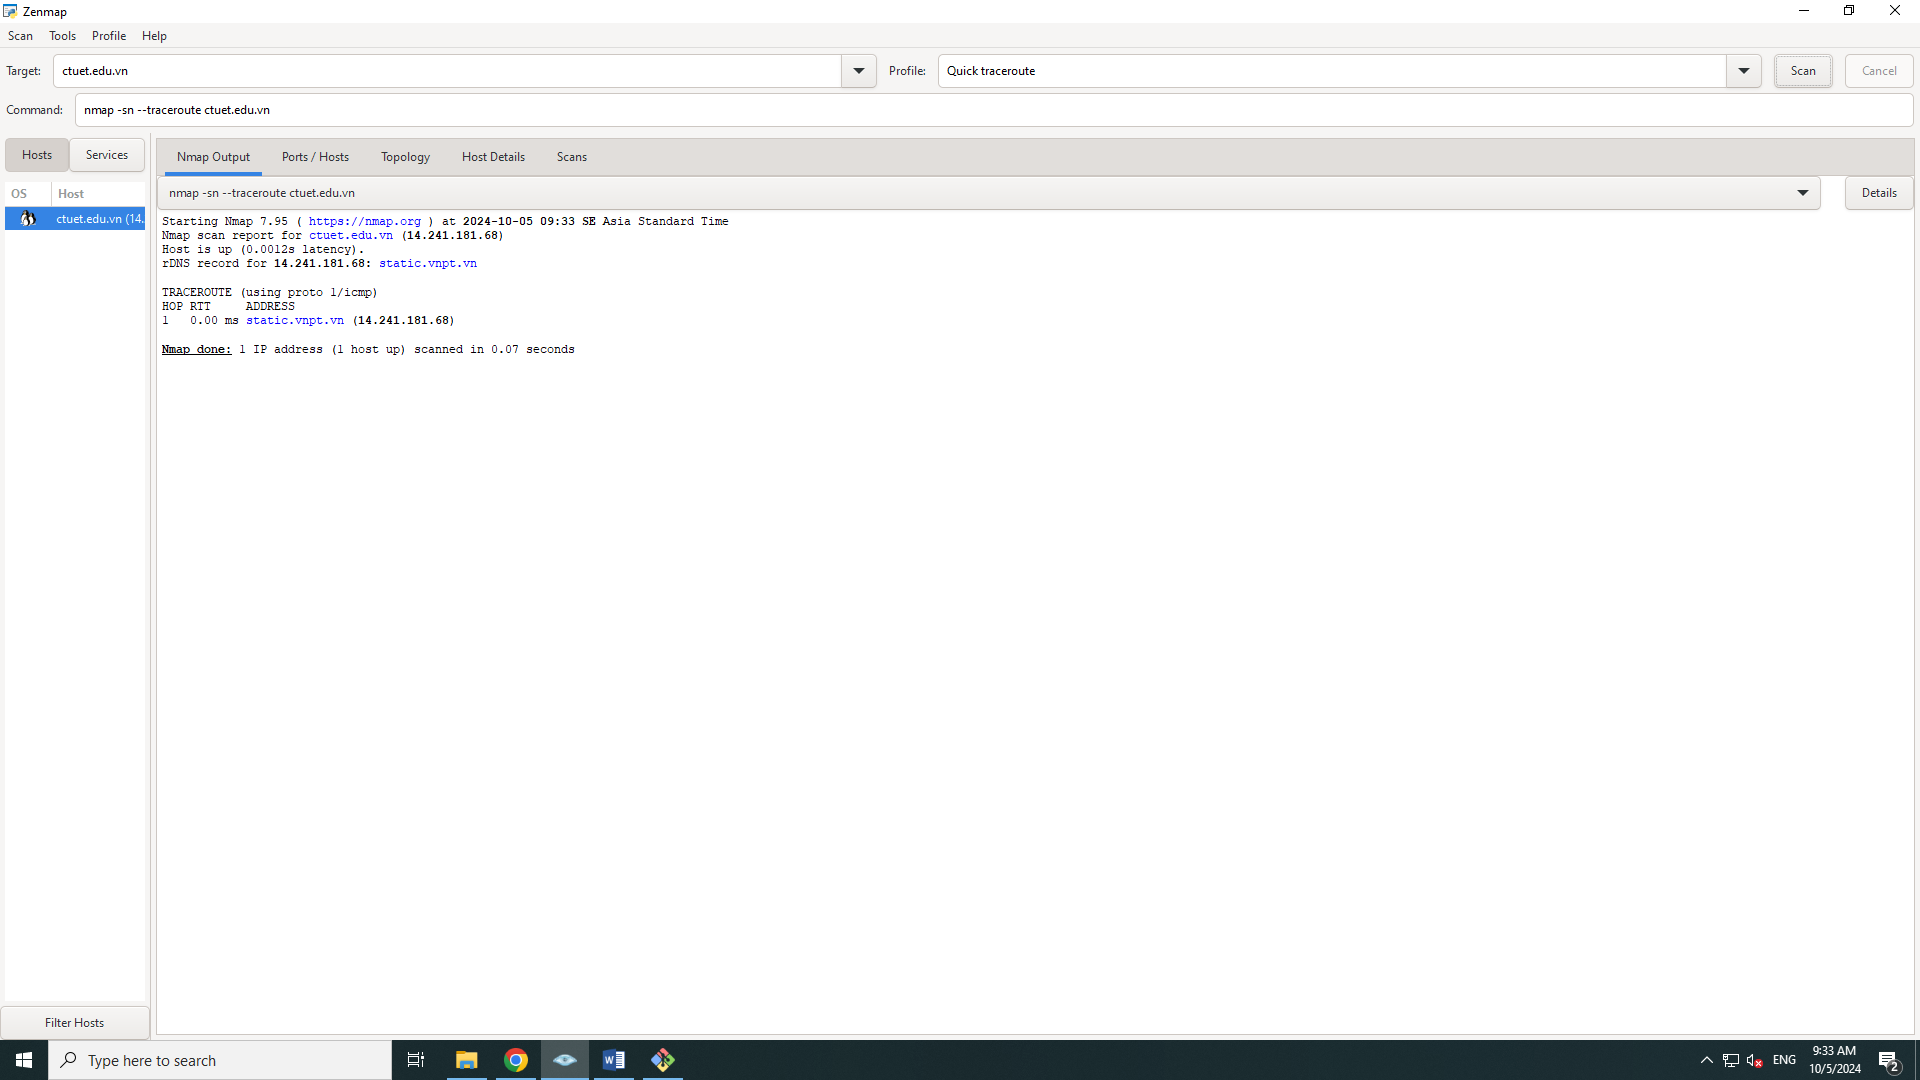 Zenmap
Scan Tools Profile Help
Target: ctuet.edu.vn Profile: Quick traceroute Scan Cancel
Command: nmap -sn --traceroute ctuet.edu.vn
Hosts Services
OS Host
ctuet.edu.vn (14.
Filter Hosts
Nmap Output Ports / Hosts Topology Host Details Scans
nmap -sn --traceroute ctuet.edu.vn Details
Starting Nmap 7.95 ( https://nmap.org ) at 2024-10-05 09:33 SE Asia Standard Time
Nmap scan report for ctuet.edu.vn (14.241.181.68)
Host is up (0.0012s latency).
rDNS record for 14.241.181.68: static.vnpt.vn
TRACEROUTE (using proto 1/icmp)
HOP RTT ADDRESS
1 0.00 ms static.vnpt.vn (14.241.181.68)
Nmap done: 1 IP address (1 host up) scanned in 0.07 seconds
Type here to search
W
ENG
9:33 AM
10/5/2024
2